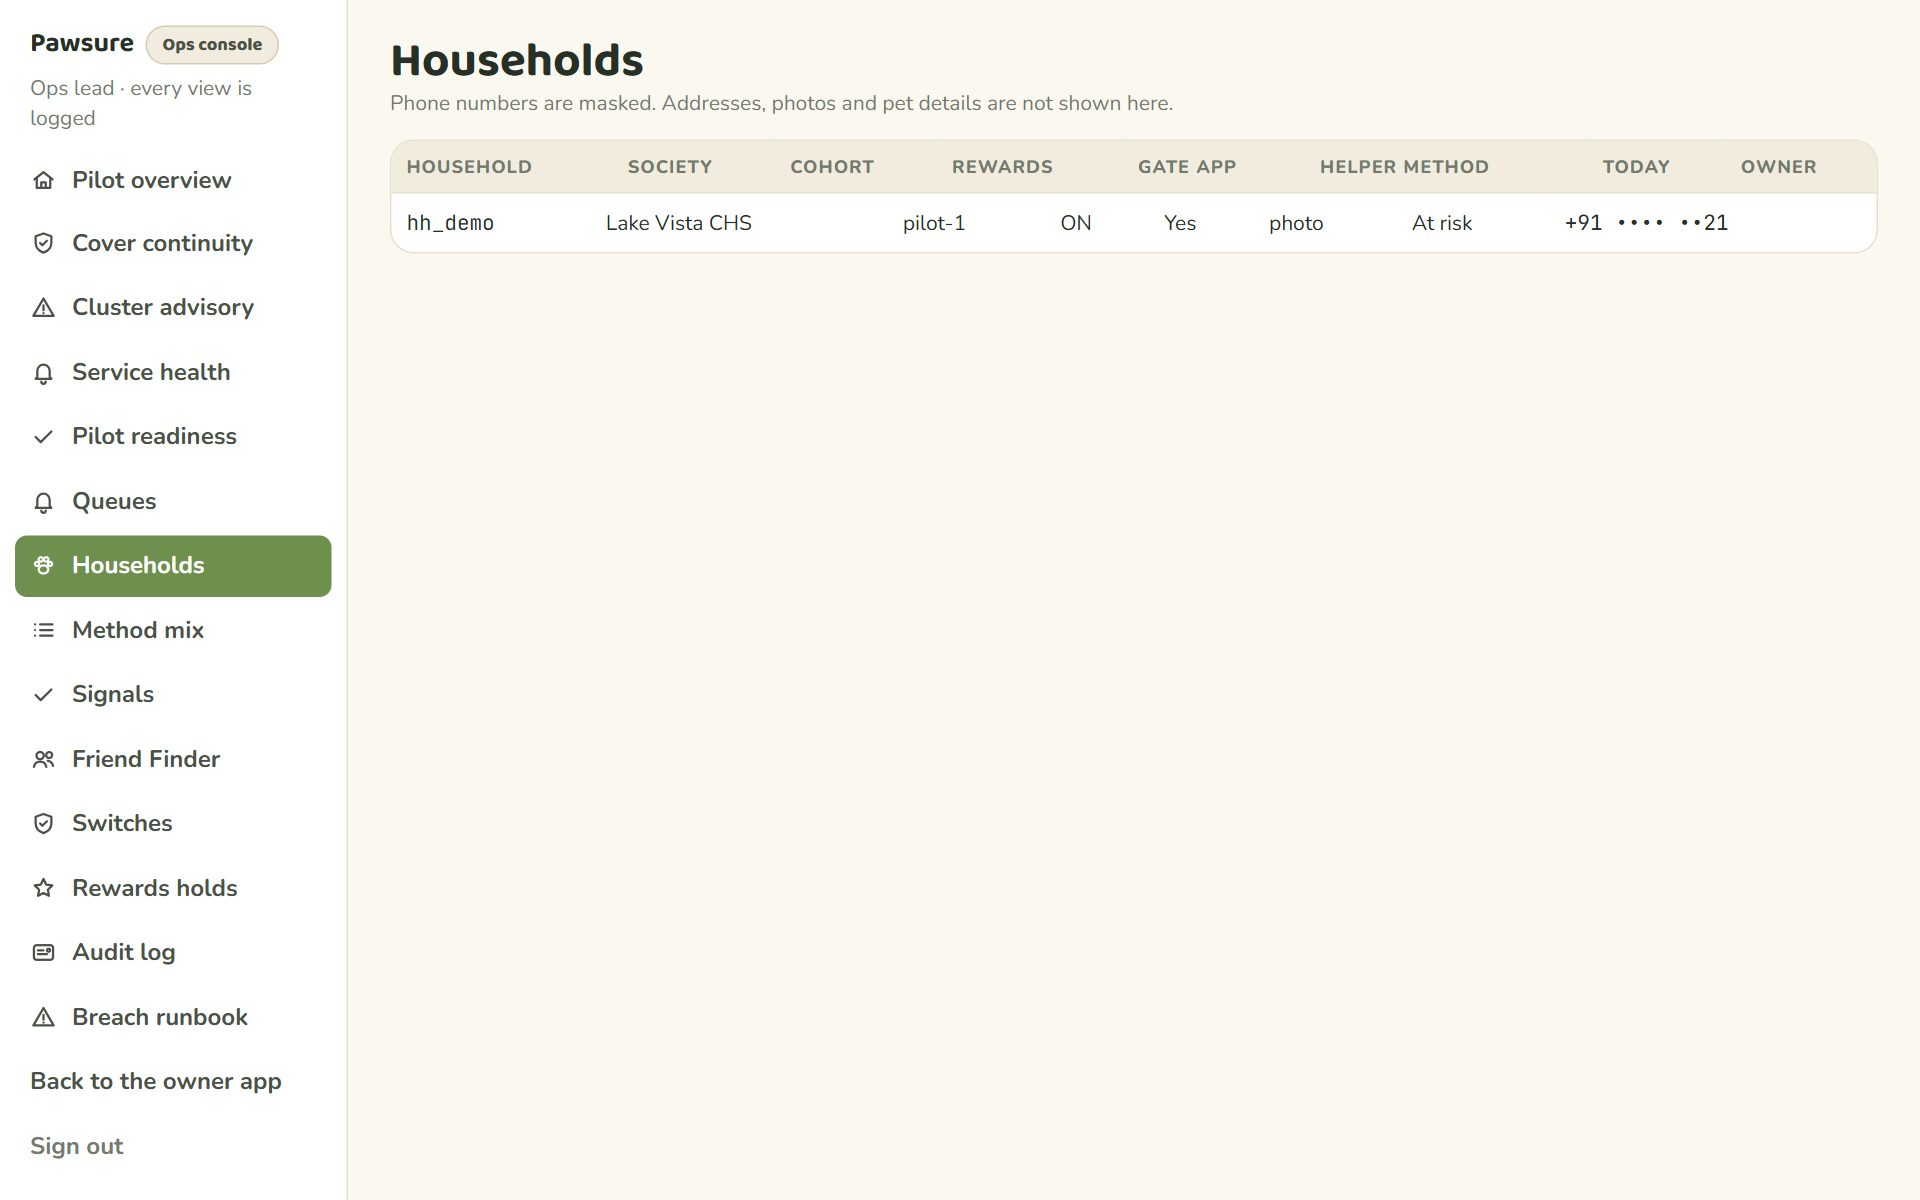 Pawsure Ops console
Ops lead · every view is
logged
Pilot overview
Cover continuity
Cluster advisory
Service health
Pilot readiness
Queues
Households
Method mix
Signals
Friend Finder
Switches
Rewards holds
Audit log
Breach runbook
Back to the owner app
Sign out
Households
Phone numbers are masked. Addresses, photos and pet details are not shown here.
HOUSEHOLD SOCIETY COHORT REWARDS GATE APP HELPER METHOD TODAY OWNER
hh_demo Lake Vista CHS pilot-1 ON Yes photo At risk +91 •••• ••21